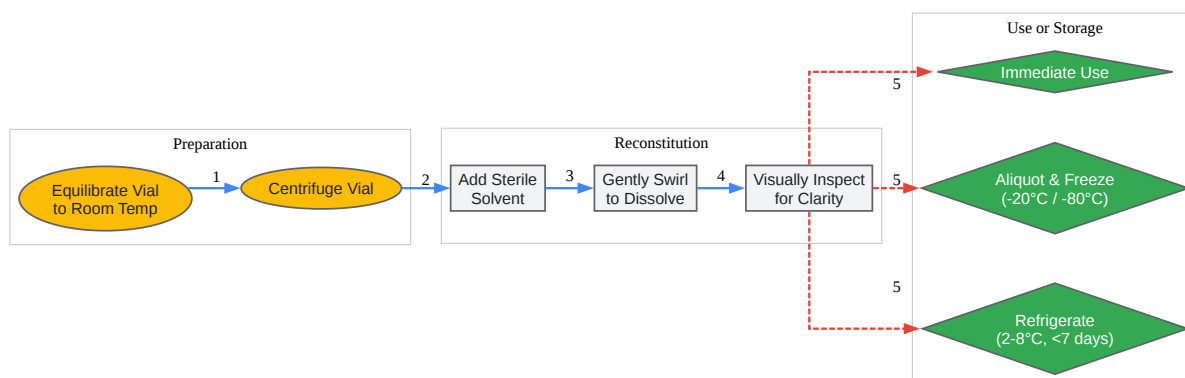 Preparation
Equilibrate Vial
to Room Temp
1
Centrifuge Vial
2
Reconstitution
Add Sterile
Solvent
3
Gently Swirl
to Dissolve
4
Visually Inspect
for Clarity
5
5
5
Use or Storage
Immediate Use
Aliquot & Freeze
(-20°C / -80°C)
Refrigerate
(2-8°C, <7 days)